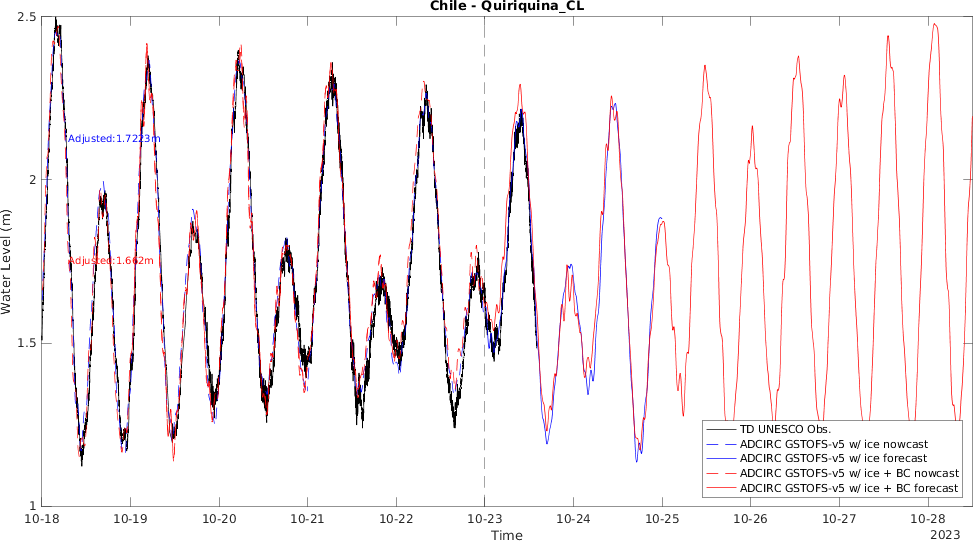 Chile - Quiriquina_CL
2.5
Adjusted:1.7223m
2
Adjusted:1.662m
Water Level (m)
1.5
1
10-18 10-19 10-20 10-21 10-22 10-23 10-24 10-25 10-26 10-27 10-28
Time
2023
TD UNESCO Obs.
ADCIRC GSTOFS-v5 w/ ice nowcast
ADCIRC GSTOFS-v5 w/ ice forecast
ADCIRC GSTOFS-v5 w/ ice + BC nowcast
ADCIRC GSTOFS-v5 w/ ice + BC forecast